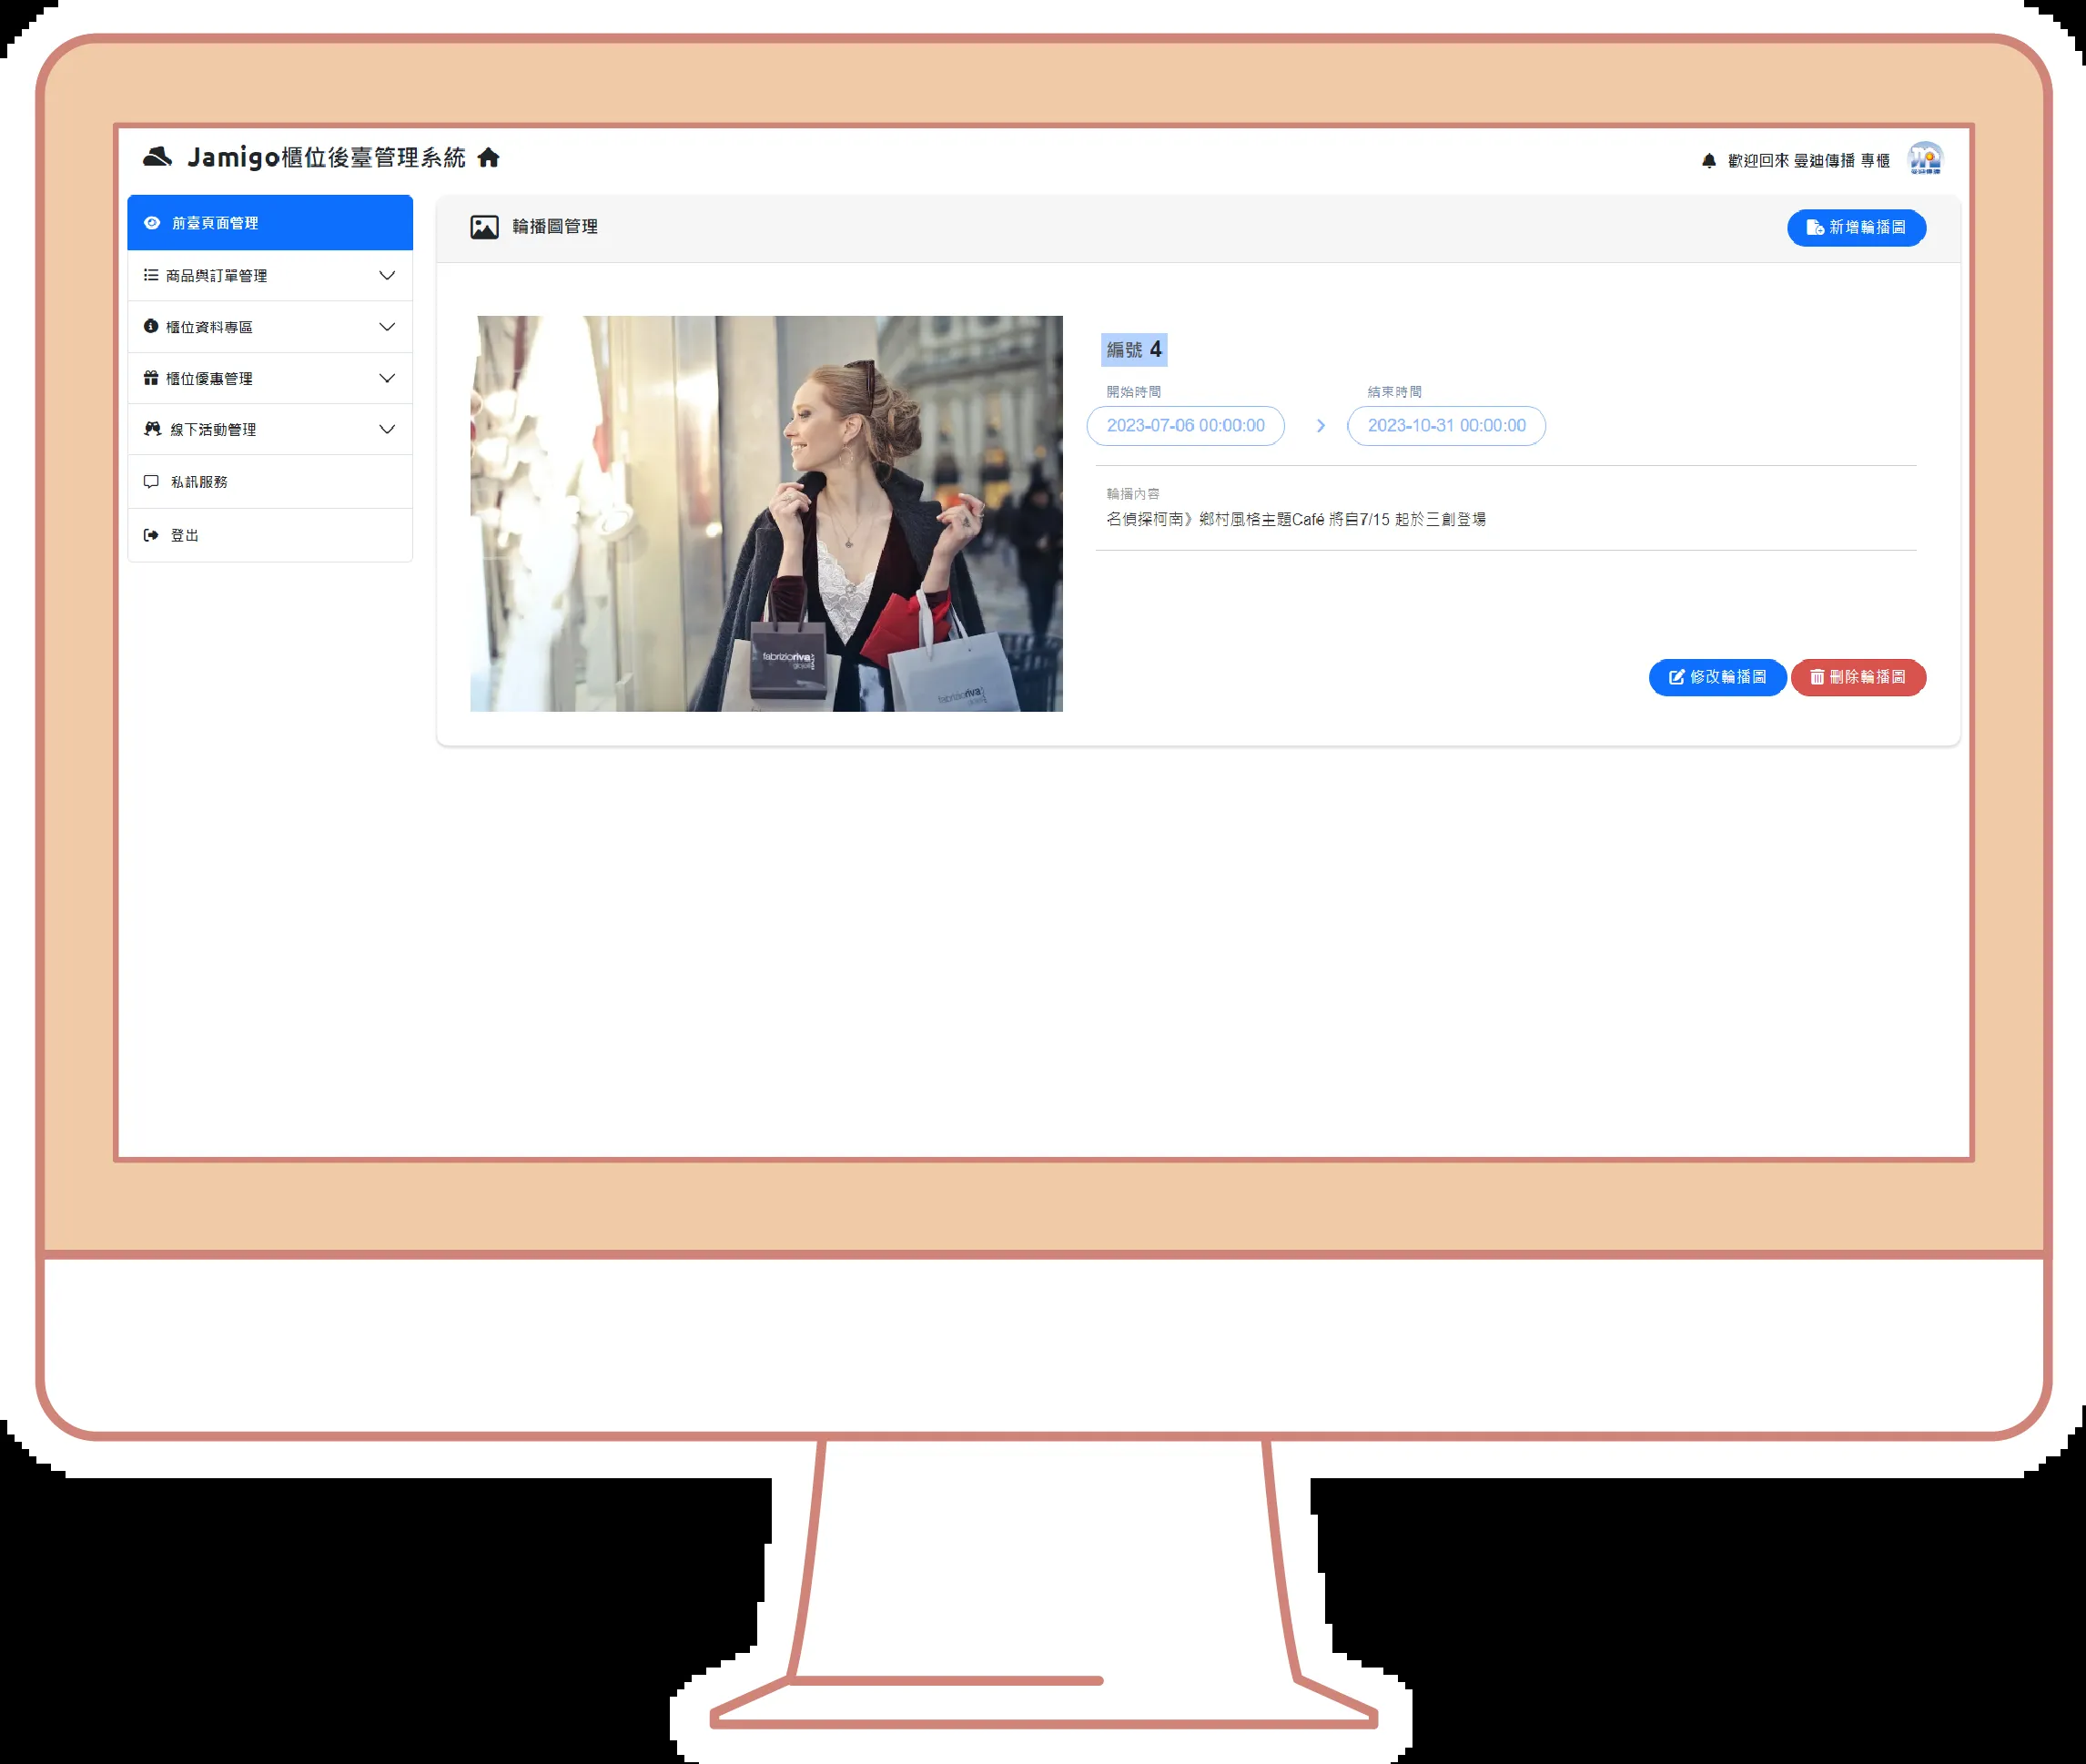 Jamigo櫃位後臺管理系統
歡迎回來 曼迪傳播 專櫃
前臺頁面管理
商品與訂單管理
櫃位資料專區
櫃位優惠管理
線下活動管理
私訊服務
登出
輪播圖管理
新增輪播圖
fabrizioriva
fabrizioriva
編號 4
開始時間
結束時間
2023-07-06 00:00:00
2023-10-31 00:00:00
輪播內容
名偵探柯南》鄉村風格主題Café 將自7/15 起於三創登場
修改輪播圖
刪除輪播圖